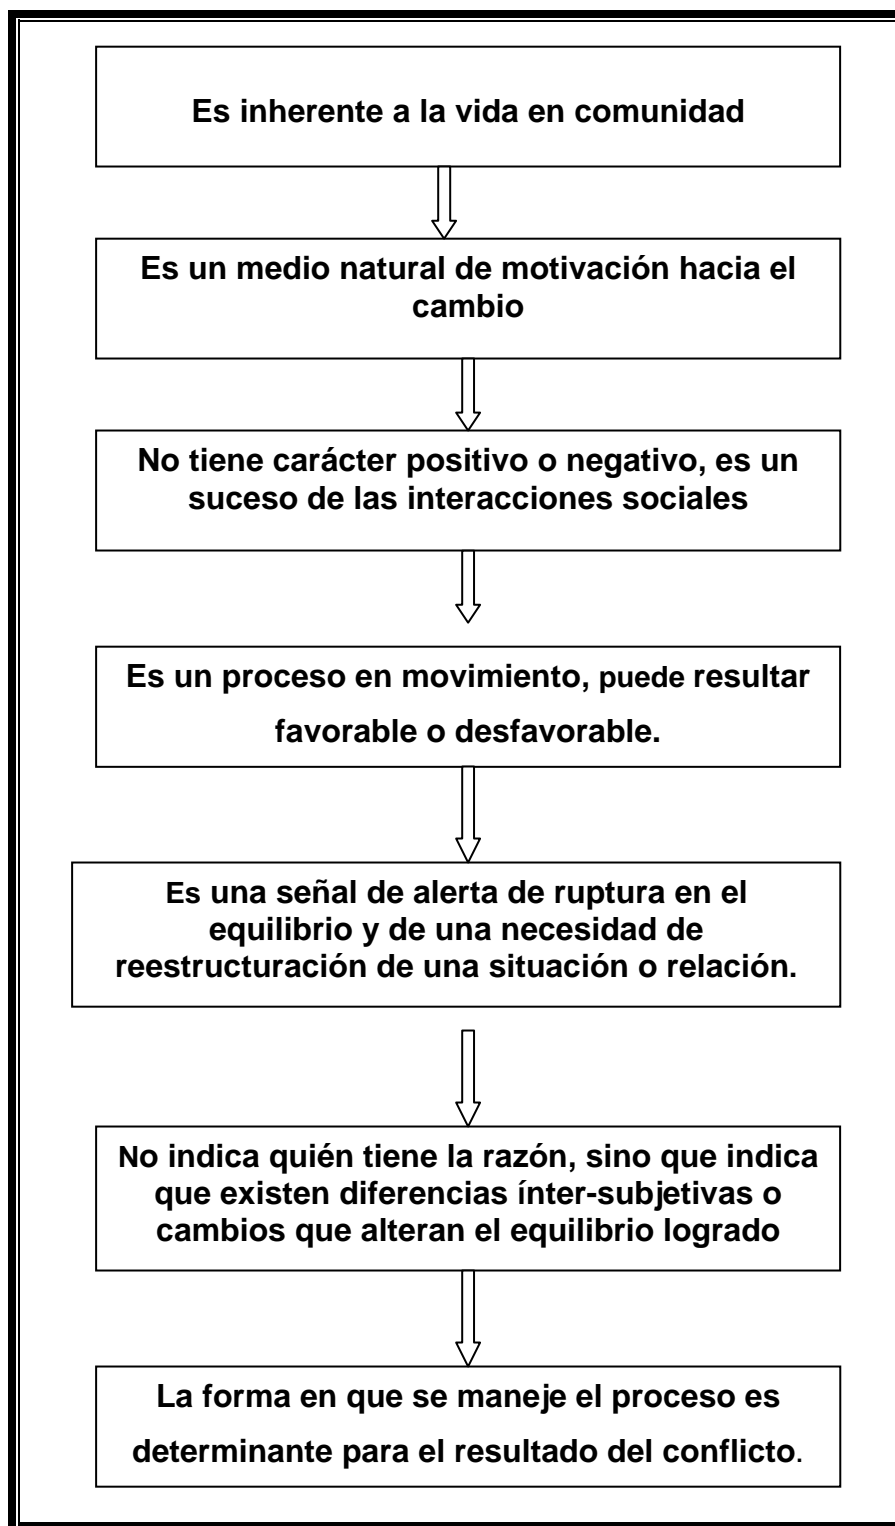 Es inherente a la vida en comunidad
Es un medio natural de motivación hacia el
cambio
No tiene carácter positivo o negativo, es un
suceso de las interacciones sociales
Es un proceso en movimiento, puede resultar
favorable o desfavorable.
Es una señal de alerta de ruptura en el
equilibrio y de una necesidad de
reestructuración de una situación o relación.
No indica quién tiene la razón, sino que indica
que existen diferencias ínter-subjetivas o
cambios que alteran el equilibrio logrado
La forma en que se maneje el proceso es
determinante para el resultado del conflicto.